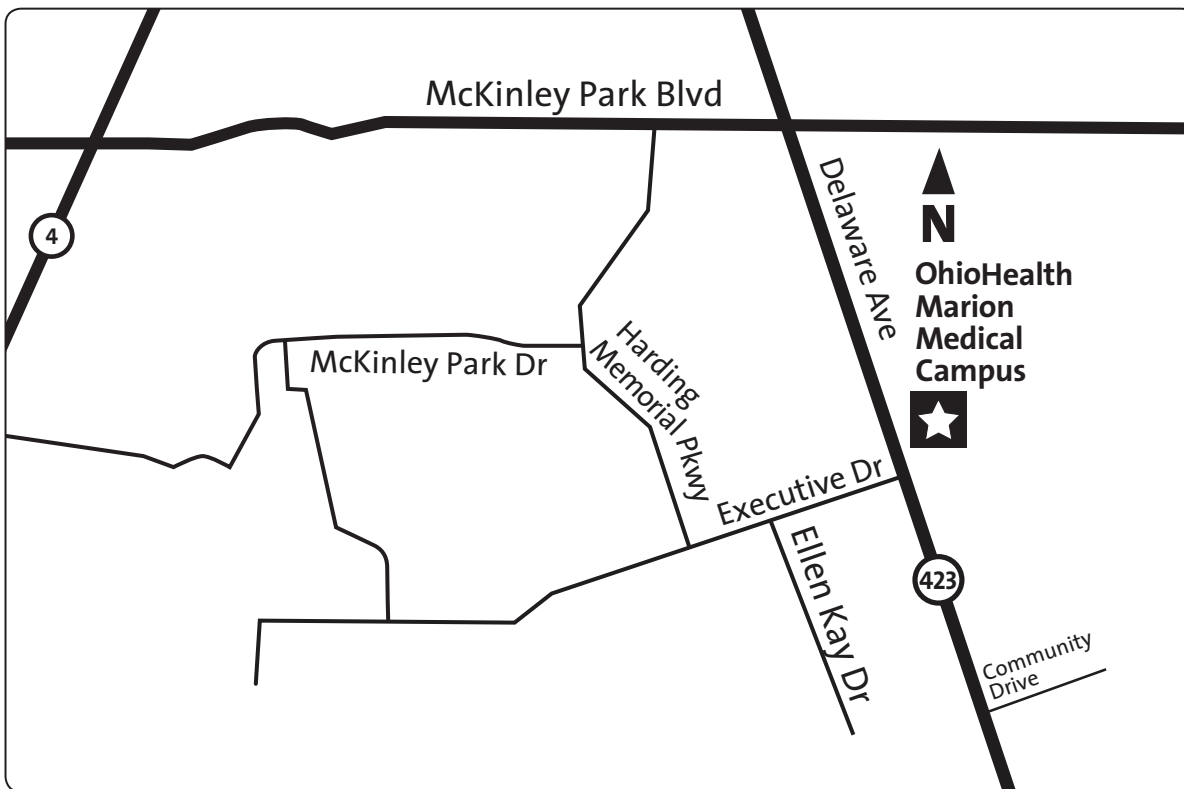 McKinley Park Blvd
Delaware Ave
N
4
OhioHealth
Marion
Medical
Campus
McKinley Park Dr
Harding
Memorial Pkwy
Executive Dr
Ellen Kay Dr
423
Community
Drive